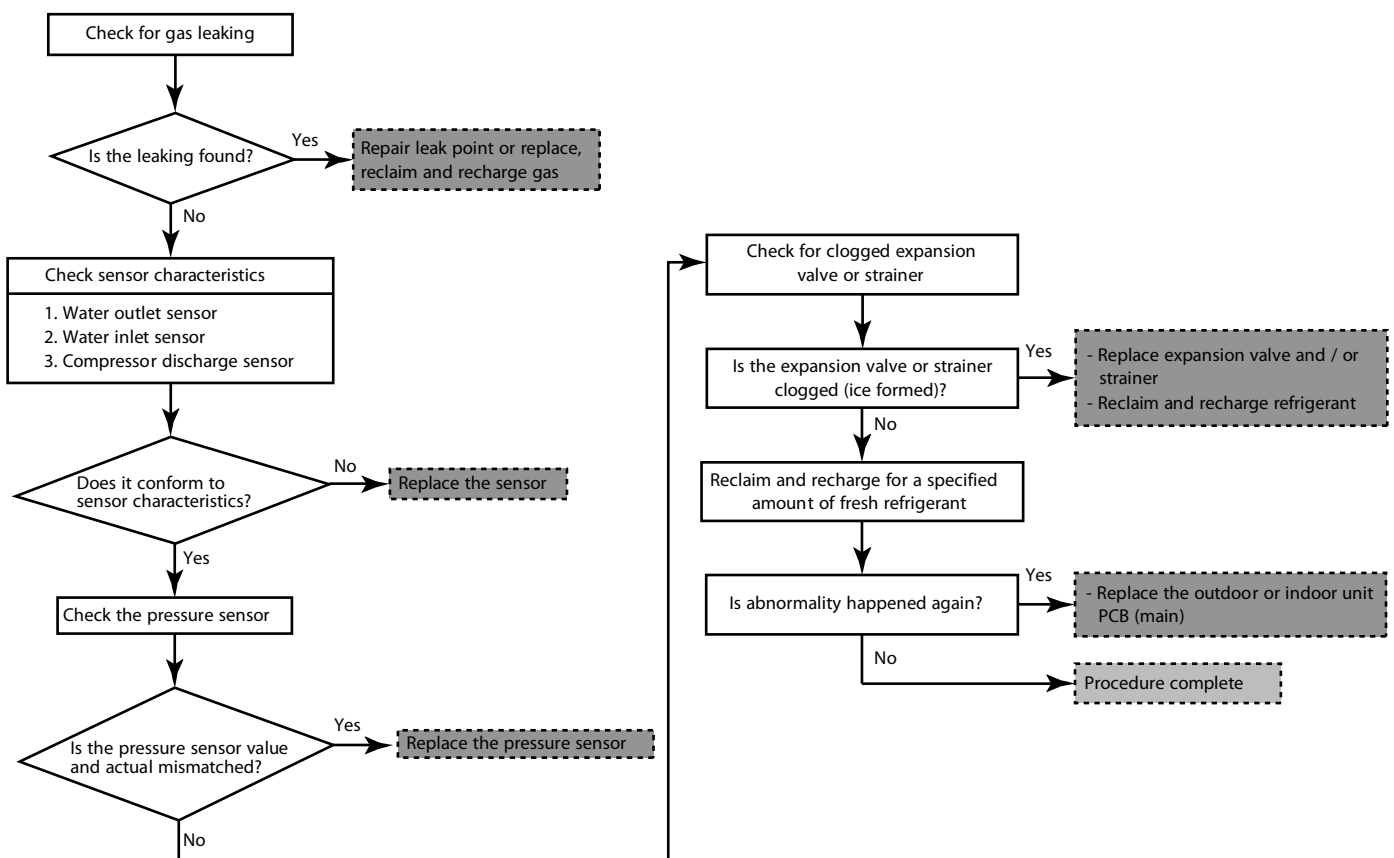 Check for gas leaking
Is the leaking found?
Yes
Repair leak point or replace,
reclaim and recharge gas
No
Check sensor characteristics
1. Water outlet sensor
2. Water inlet sensor
3. Compressor discharge sensor
Does it conform to
sensor characteristics?
No
Replace the sensor
Yes
Check the pressure sensor
Is the pressure sensor value
and actual mismatched?
Yes
Replace the pressure sensor
No
Check for clogged expansion
valve or strainer
Is the expansion valve or strainer
clogged (ice formed)?
Yes
- Replace expansion valve and / or
strainer
- Reclaim and recharge refrigerant
No
Reclaim and recharge for a specified
amount of fresh refrigerant
Is abnormality happened again?
Yes
- Replace the outdoor or indoor unit
PCB (main)
No
Procedure complete